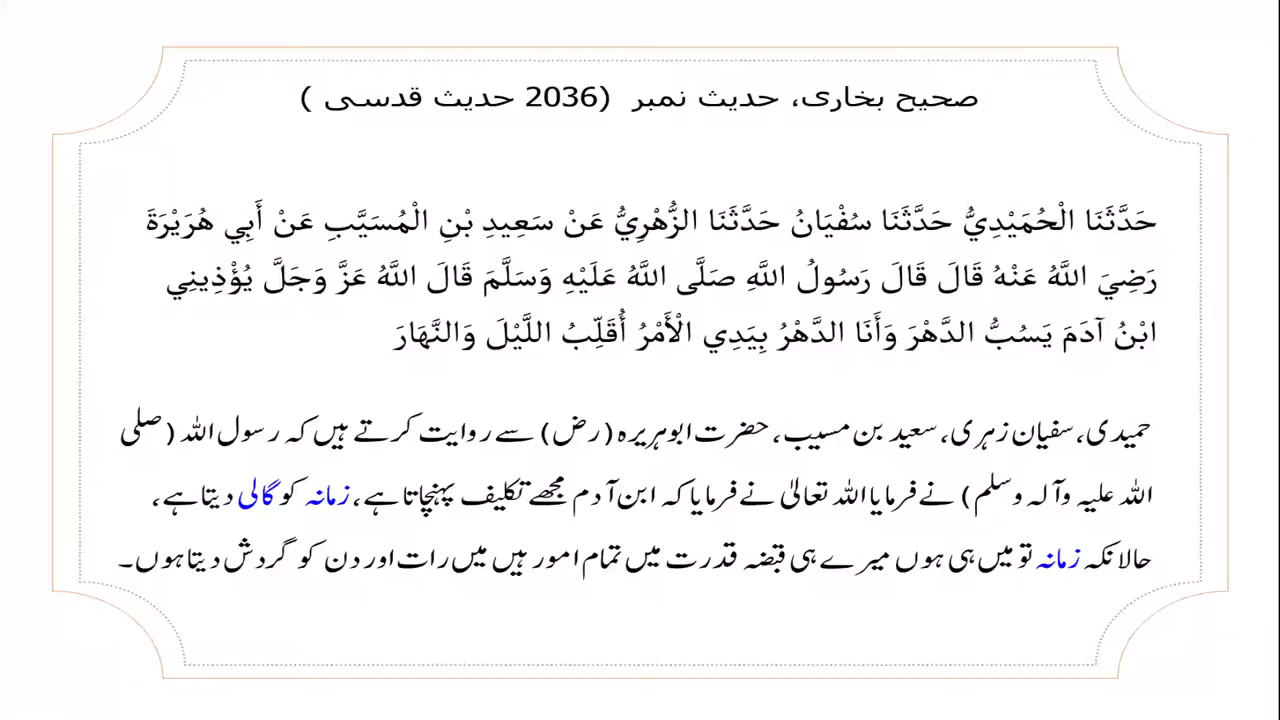 صحیح بخاری، حدیث نمبر (2036 حدیث قدسی )
حَدَّثَنَا الْحُمَيْدِيُّ حَدَّثَنَا سُفْيَانُ حَدَّثَنَا الزُّهْرِيُّ عَنْ سَعِيدِ بْنِ الْمُسَيَّبِ عَنْ أَبِي هُرَيْرَةَ
رَضِيَ اللَّهُ عَنْهُ قَالَ قَالَ رَسُولُ اللَّهِ صَلَّى اللَّهُ عَلَيْهِ وَسَلَّمَ قَالَ اللَّهُ عَزَّ وَجَلَّ يُؤْذِينِي
ابْنُ آدَمَ يَسُبُّ الدَّهْرَ وَأَنَا الدَّهْرُ بِيَدِي الْأَمْرُ أُقَلِّبُ اللَّيْلَ وَالنَّهَارَ
حمیدی، سفیان زہری، سعید بن مسیب، حضرت ابوہریرہ (رض) سے روایت کرتے ہیں کہ رسول اللہ (صلی
اللہ علیہ وآلہ وسلم) نے فرمایا اللہ تعالیٰ نے فرمایا کہ ابن آدم مجھے تکلیف پہنچاتا ہے، زمانہ کو گالی دیتا ہے،
حالانکہ زمانہ تو میں ہی ہوں میرے ہی قبضہ قدرت میں تمام امور ہیں میں رات اور دن کو گردش دیتا ہوں۔